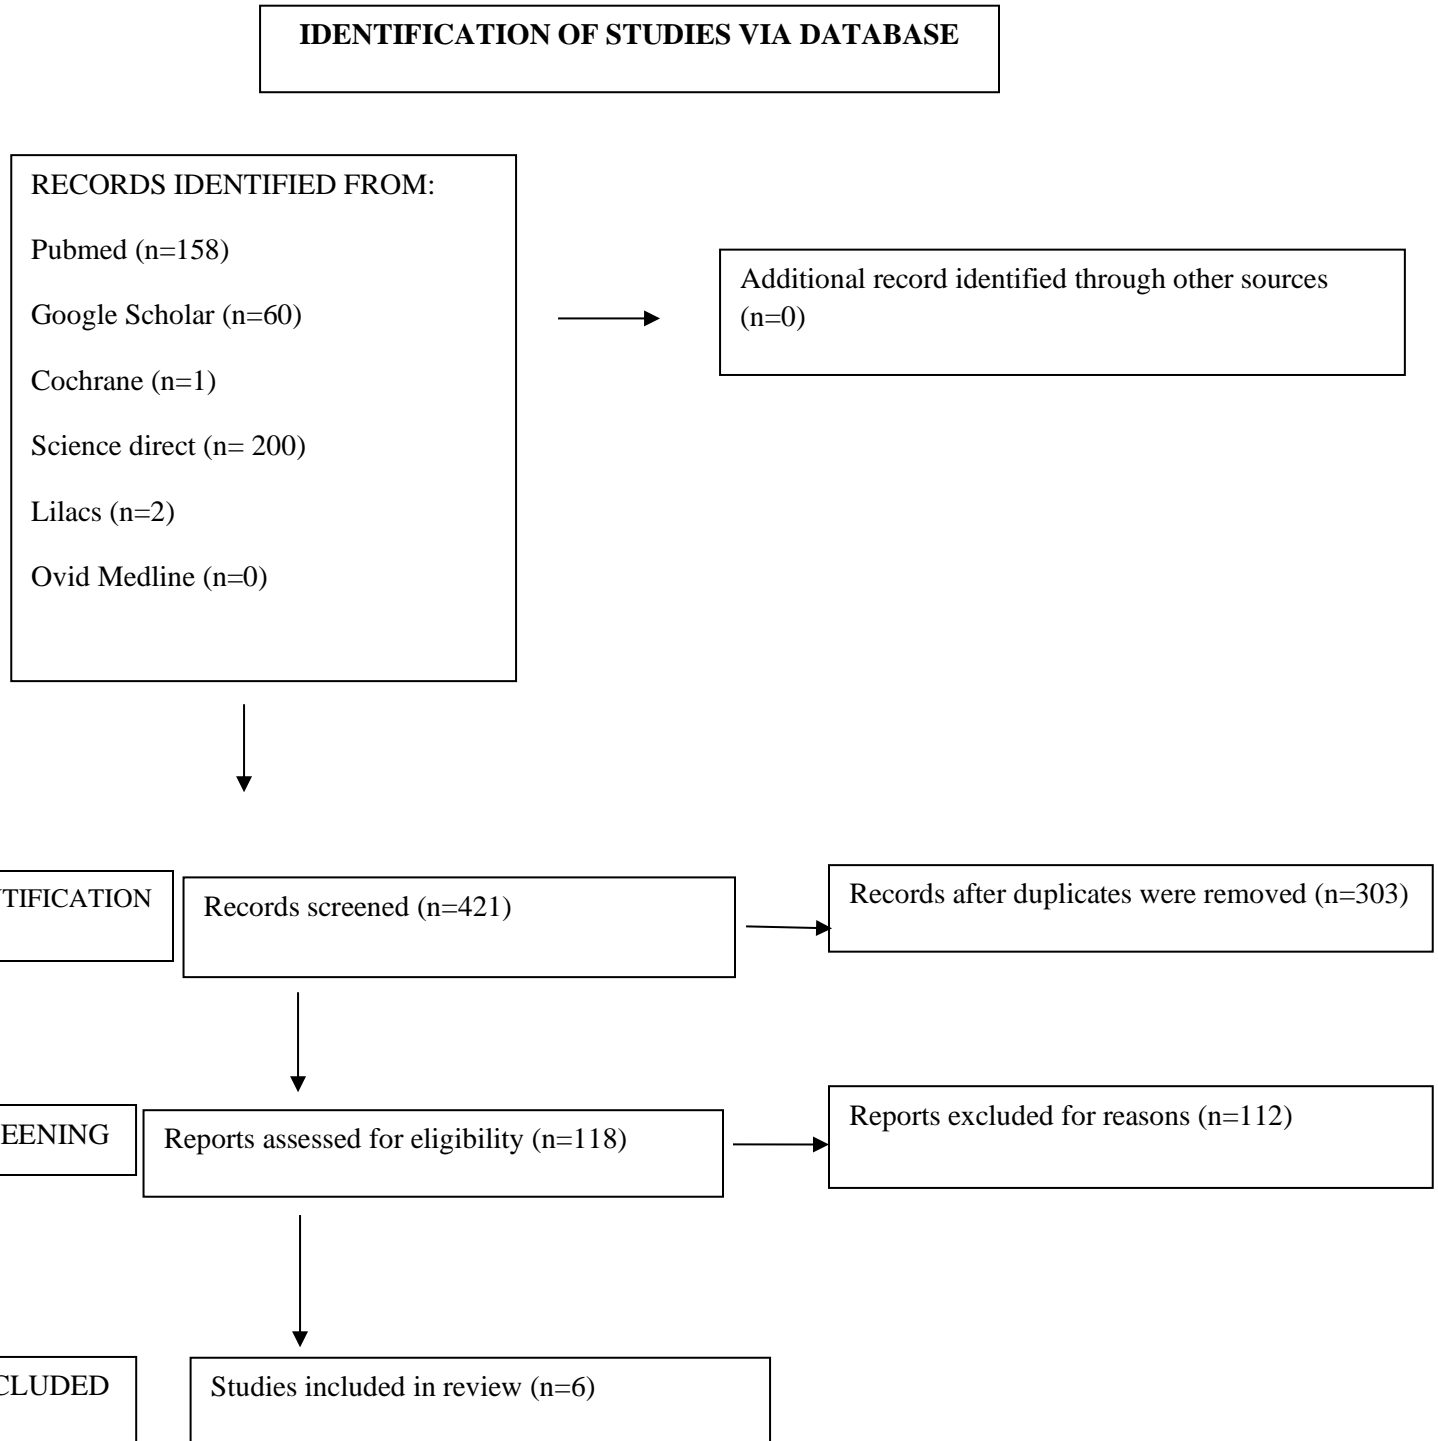 IDENTIFICATION OF STUDIES VIA DATABASE
RECORDS IDENTIFIED FROM:
Pubmed (n=158)
Google Scholar (n=60)
Cochrane (n=1)
Science direct (n= 200)
Lilacs (n=2)
Ovid Medline (n=0)
Additional record identified through other sources
(n=0)
TIFICATION
Records screened (n=421)
Records after duplicates were removed (n=303)
EENING
Reports assessed for eligibility (n=118)
Reports excluded for reasons (n=112)
CLUDED
Studies included in review (n=6)